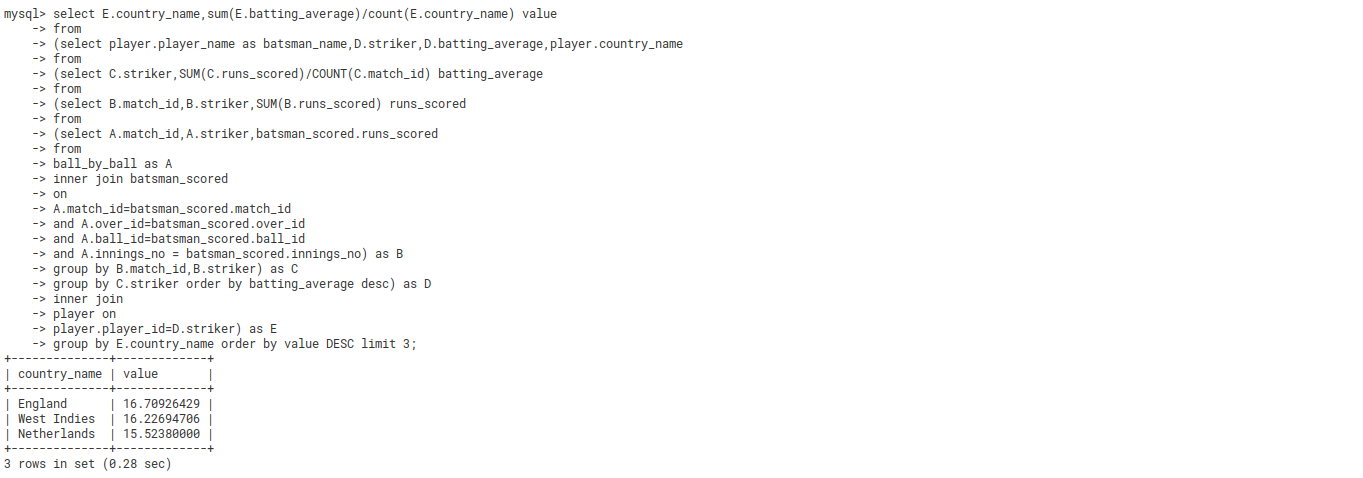 mysql> select E.country_name,sum(E.batting_average)/count(E.country_name) value
    -> from
    -> (select player.player_name as batsman_name,D.striker,D.batting_average,player.country_name
    -> from
    -> (select C.striker,SUM(C.runs_scored)/COUNT(C.match_id) batting_average
    -> from
    -> (select B.match_id,B.striker,SUM(B.runs_scored) runs_scored
    -> from
    -> (select A.match_id,A.striker,batsman_scored.runs_scored
    -> from
    -> ball_by_ball as A
    -> inner join batsman_scored
    -> on
    -> A.match_id=batsman_scored.match_id
    -> and A.over_id=batsman_scored.over_id
    -> and A.ball_id=batsman_scored.ball_id
    -> and A.innings_no = batsman_scored.innings_no) as B
    -> group by B.match_id,B.striker) as C
    -> group by C.striker order by batting_average desc) as D
    -> inner join
    -> player on
    -> player.player_id=D.striker) as E
    -> group by E.country_name order by value DESC limit 3;
+--------------+-------------+
| country_name | value       |
+--------------+-------------+
| England      | 16.70926429 |
| West Indies  | 16.22694706 |
| Netherlands  | 15.52380000 |
+--------------+-------------+
3 rows in set (0.28 sec)